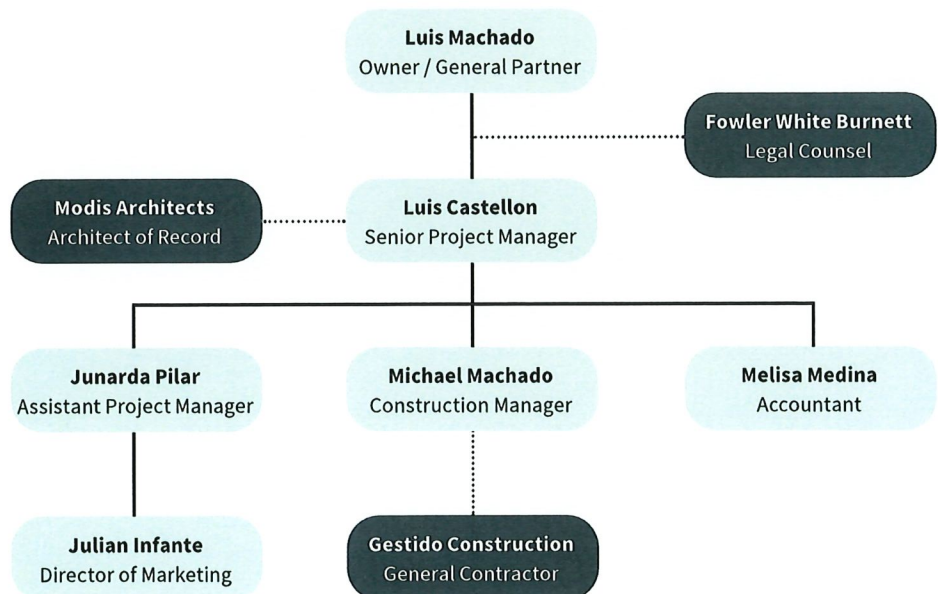 Luis Machado
Owner / General Partner
Fowler White Burnett
Legal Counsel
Modis Architects
Architect of Record
Luis Castellon
Senior Project Manager
Junarda Pilar
Assistant Project Manager
Michael Machado
Construction Manager
Melisa Medina
Accountant
Julian Infante
Director of Marketing
Gestido Construction
General Contractor